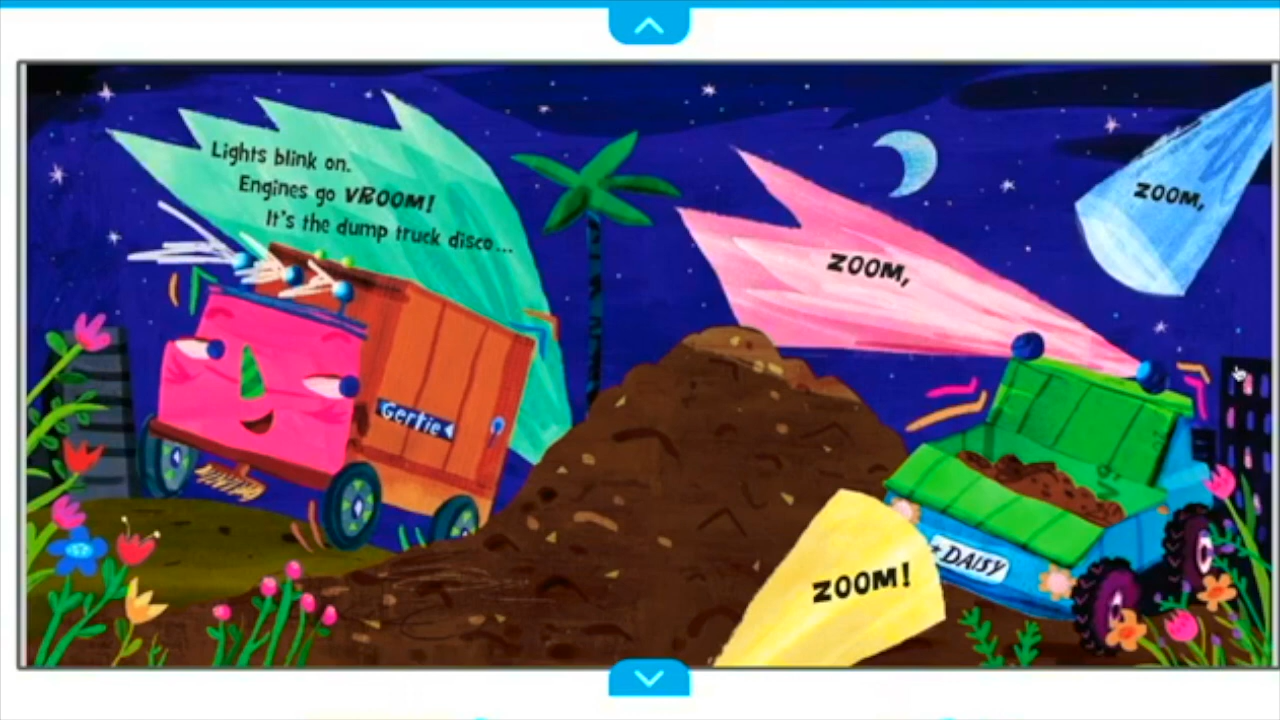 Lights blink on.
Engines go VROOM!
It's the dump truck disco...
Gertie
ZOOM,
ZOOM,
ZOOM!
DAISY